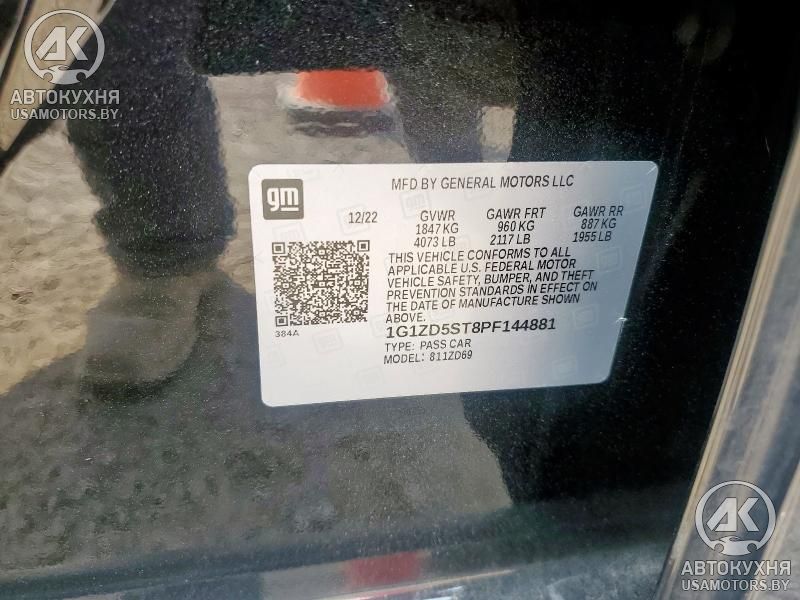 AK
АВТОКУХНЯ
USAMOTORS.BY
gm
MFD BY GENERAL MOTORS LLC
12/22 GVWR GAWR FRT GAWR RR
1847 KG 960 KG 887 KG
4073 LB 2117 LB 1955 LB
THIS VEHICLE CONFORMS TO ALL
APPLICABLE U.S. FEDERAL MOTOR
VEHICLE SAFETY, BUMPER, AND THEFT
PREVENTION STANDARDS IN EFFECT ON
THE DATE OF MANUFACTURE SHOWN
ABOVE.
384A
1G1ZD5ST8PF144881
TYPE: PASS CAR
MODEL: 811ZD69
AK
АВТОКУХНЯ
USAMOTORS.BY